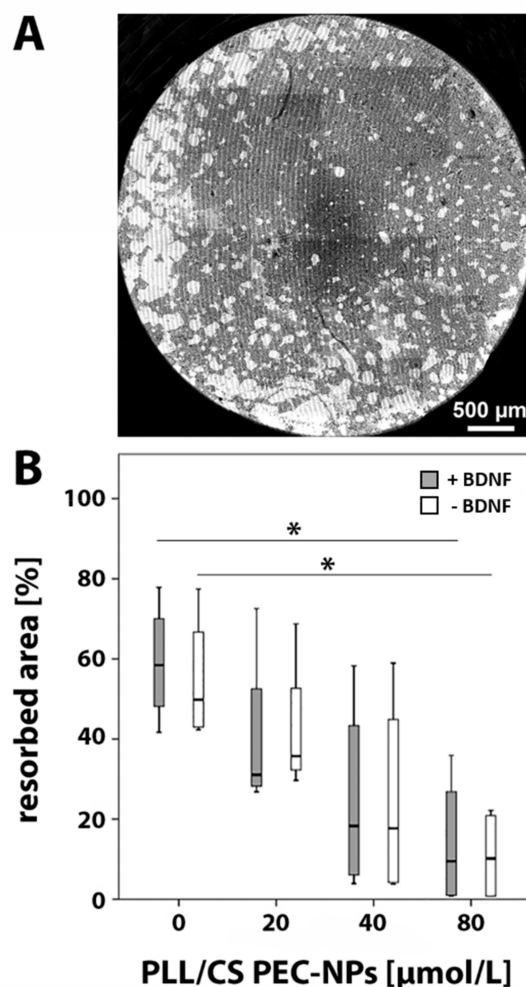 A
500 µm
B
+ BDNF
- BDNF
*
*
100
80
60
40
20
0
resorbed area [%]
0 20 40 80
PLL/CS PEC-NPs [µmol/L]